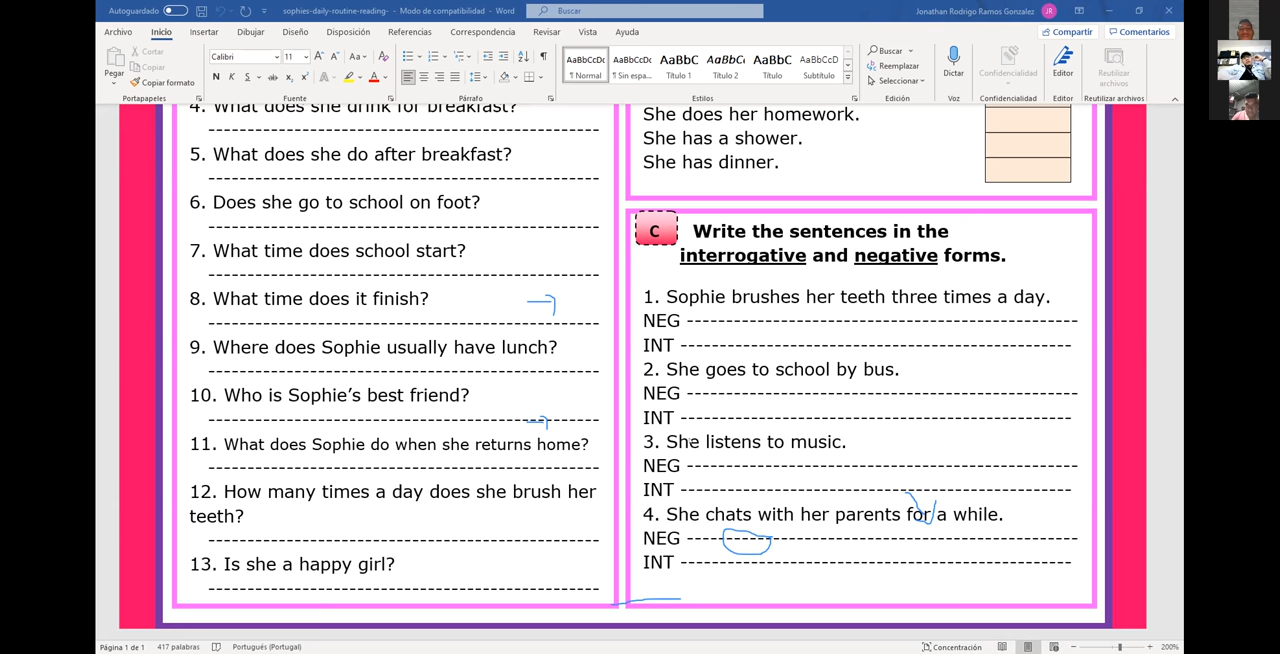 Autoguardado
sophies-daily-routine-reading- - Modo de compatibilidad - Word
Buscar
Jonathan Rodrigo Ramos Gonzalez
JR
Archivo Inicio Insertar Dibujar Diseño Disposición Referencias Correspondencia Revisar Vista Ayuda
Compartir Comentarios
Pegar
Cortar
Copiar
Copiar formato
Portapapeles
Calibri 11
N K S
Fuente
Párrafo
AaBbCcDc AaBbCcDc AaBbC AaBbCc AaBbC AaBbCcD
¶ Normal ¶ Sin espa... Título 1 Título 2 Título Subtítulo
Estilos
Buscar
Reemplazar
Seleccionar
Edición
Dictar
Voz
Confidencialidad
Confidencialidad
Editor
Editor
Reutilizar archivos
Reutilizar archivos
4. What does she drink for breakfast?
5. What does she do after breakfast?
6. Does she go to school on foot?
7. What time does school start?
8. What time does it finish?
9. Where does Sophie usually have lunch?
10. Who is Sophie's best friend?
11. What does Sophie do when she returns home?
12. How many times a day does she brush her
teeth?
13. Is she a happy girl?
She does her homework.
She has a shower.
She has dinner.
C Write the sentences in the
interrogative and negative forms.
1. Sophie brushes her teeth three times a day.
NEG
INT
2. She goes to school by bus.
NEG
INT
3. She listens to music.
NEG
INT
4. She chats with her parents for a while.
NEG
INT
Página 1 de 1 417 palabras Portugués (Portugal)
Concentración
200%